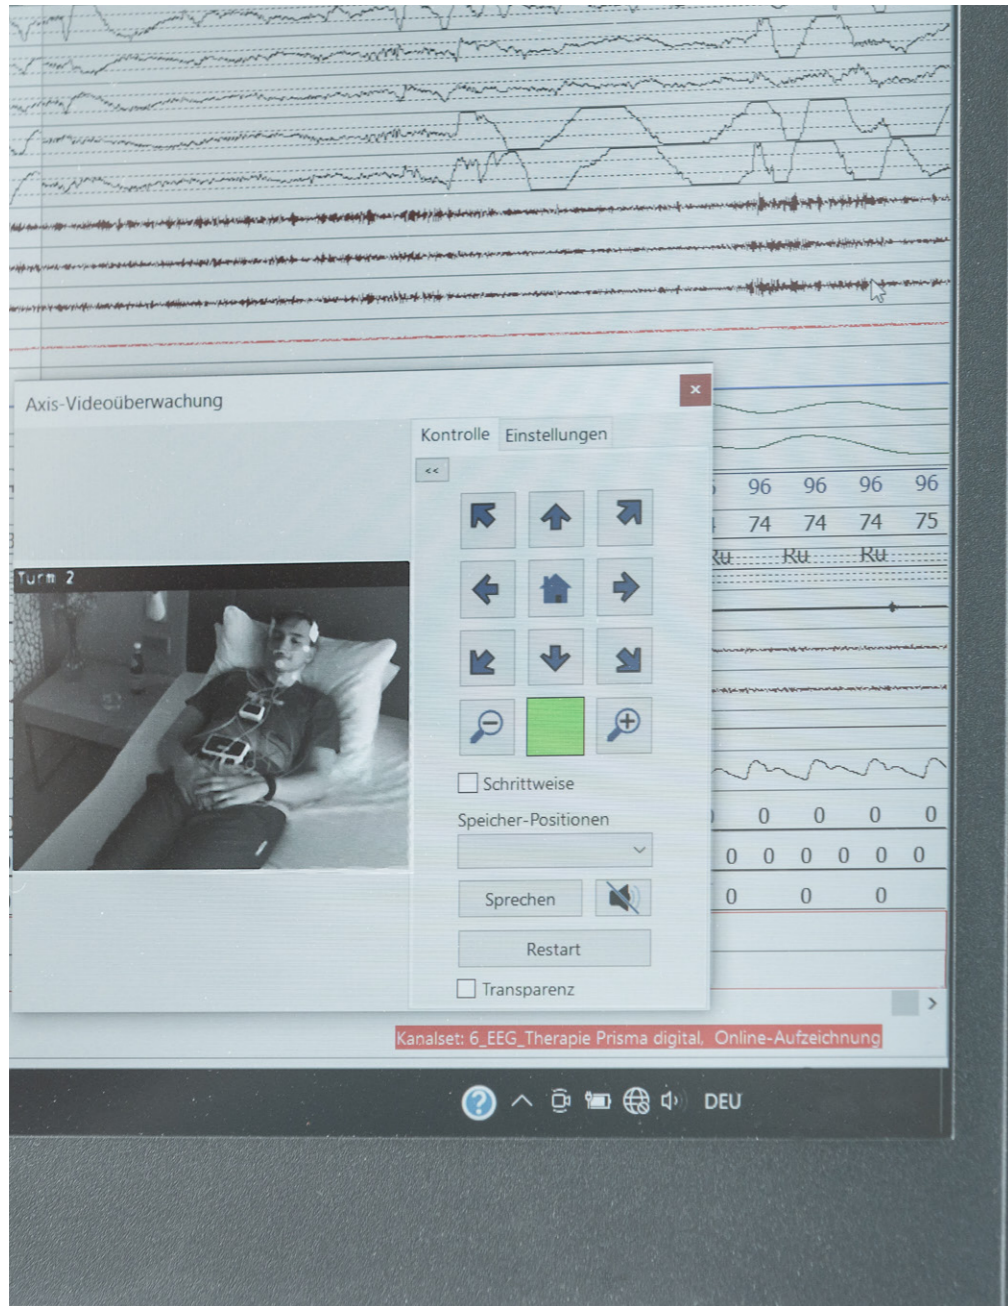 Axis-Videoüberwachung
×
Kontrolle Einstellungen
<<
96 96 96 96
74 74 74 75
Ru Ru Ru
Turm 2
Schrittweise
Speicher-Positionen
0 0 0 0
0 0 0 0 0 0
Sprechen
0 0 0
Restart
Transparenz
Kanalset: 6_EEG_Therapie Prisma digital, Online-Aufzeichnung
DEU